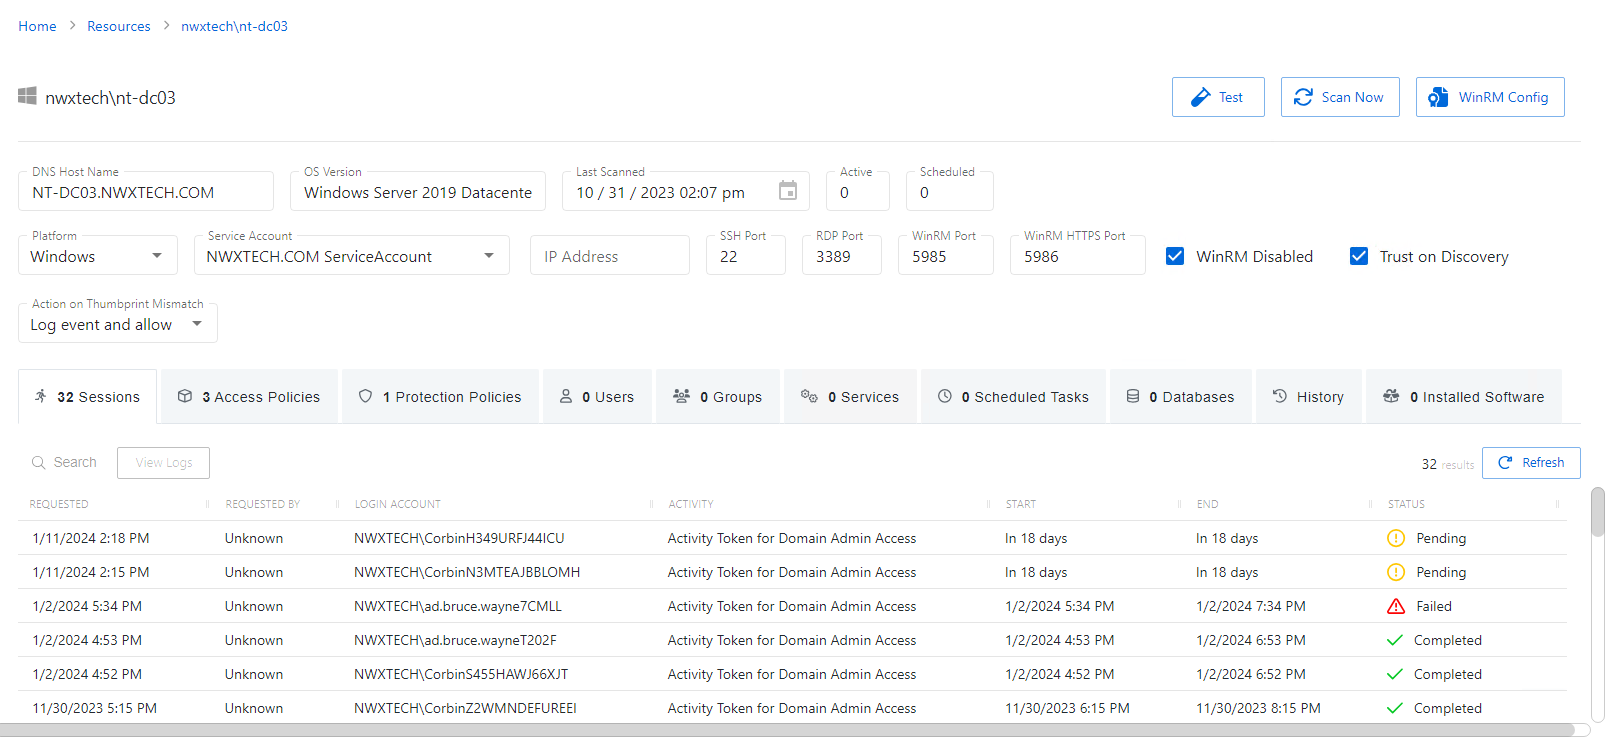 Home > Resources > nwxtech\nt-dc03
nwxtech\nt-dc03 Test Scan Now WinRM Config
DNS Host Name OS Version Last Scanned Active Scheduled
NT-DC03.NWXTECH.COM Windows Server 2019 Datacente 10 / 31 / 2023 02:07 pm 0 0
Platform Service Account SSH Port RDP Port WinRM Port WinRM HTTPS Port
Windows NWXTECH.COM ServiceAccount IP Address 22 3389 5985 5986 WinRM Disabled Trust on Discovery
Action on Thumbprint Mismatch
Log event and allow
32 Sessions 3 Access Policies 1 Protection Policies 0 Users 0 Groups 0 Services 0 Scheduled Tasks 0 Databases History 0 Installed Software
Search View Logs 32 results Refresh
REQUESTED REQUESTED BY LOGIN ACCOUNT ACTIVITY START END STATUS
1/11/2024 2:18 PM Unknown NWXTECH\CorbinH349URFJ44ICU Activity Token for Domain Admin Access In 18 days In 18 days Pending
1/11/2024 2:15 PM Unknown NWXTECH\CorbinN3MTEAJBBLOMH Activity Token for Domain Admin Access In 18 days In 18 days Pending
1/2/2024 5:34 PM Unknown NWXTECH\ad.bruce.wayne7CMLL Activity Token for Domain Admin Access 1/2/2024 5:34 PM 1/2/2024 7:34 PM Failed
1/2/2024 4:53 PM Unknown NWXTECH\ad.bruce.wayneT202F Activity Token for Domain Admin Access 1/2/2024 4:53 PM 1/2/2024 6:53 PM Completed
1/2/2024 4:52 PM Unknown NWXTECH\CorbinS455HAWJ66XJT Activity Token for Domain Admin Access 1/2/2024 4:52 PM 1/2/2024 6:52 PM Completed
11/30/2023 5:15 PM Unknown NWXTECH\CorbinZ2WMNDEFUREEI Activity Token for Domain Admin Access 11/30/2023 6:15 PM 11/30/2023 8:15 PM Completed